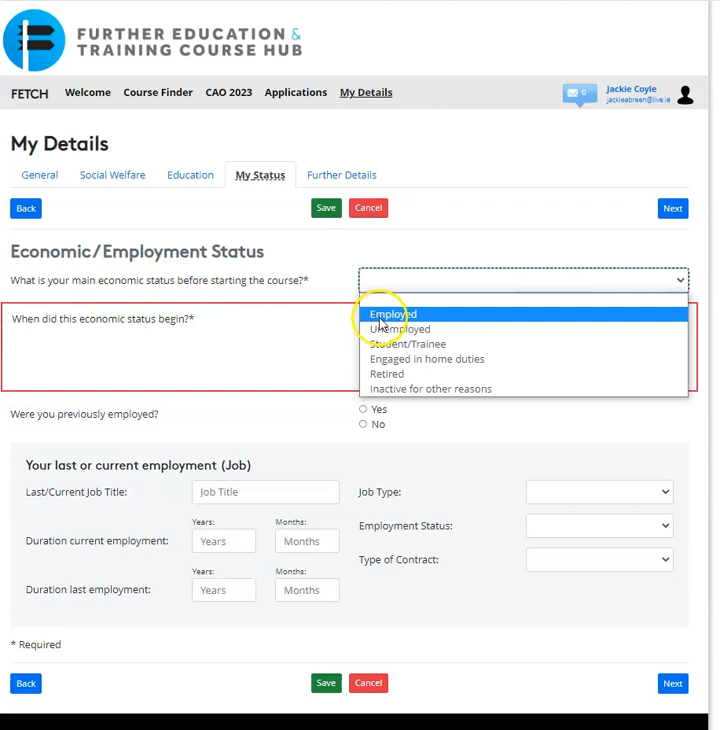 FURTHER EDUCATION &
TRAINING COURSE HUB
FETCH Welcome Course Finder CAO 2023 Applications My Details
0
Jackie Coyle
jackieabreen@live.ie
My Details
General Social Welfare Education My Status Further Details
Back Save Cancel Next
Economic/Employment Status
What is your main economic status before starting the course?*
When did this economic status begin?*
Employed
Unemployed
Student/Trainee
Engaged in home duties
Retired
Inactive for other reasons
Were you previously employed?
Yes
No
Your last or current employment (Job)
Last/Current Job Title: Job Title
Job Type:
Years: Months:
Duration current employment: Years Months
Employment Status:
Type of Contract:
Years: Months:
Duration last employment: Years Months
* Required
Back Save Cancel Next